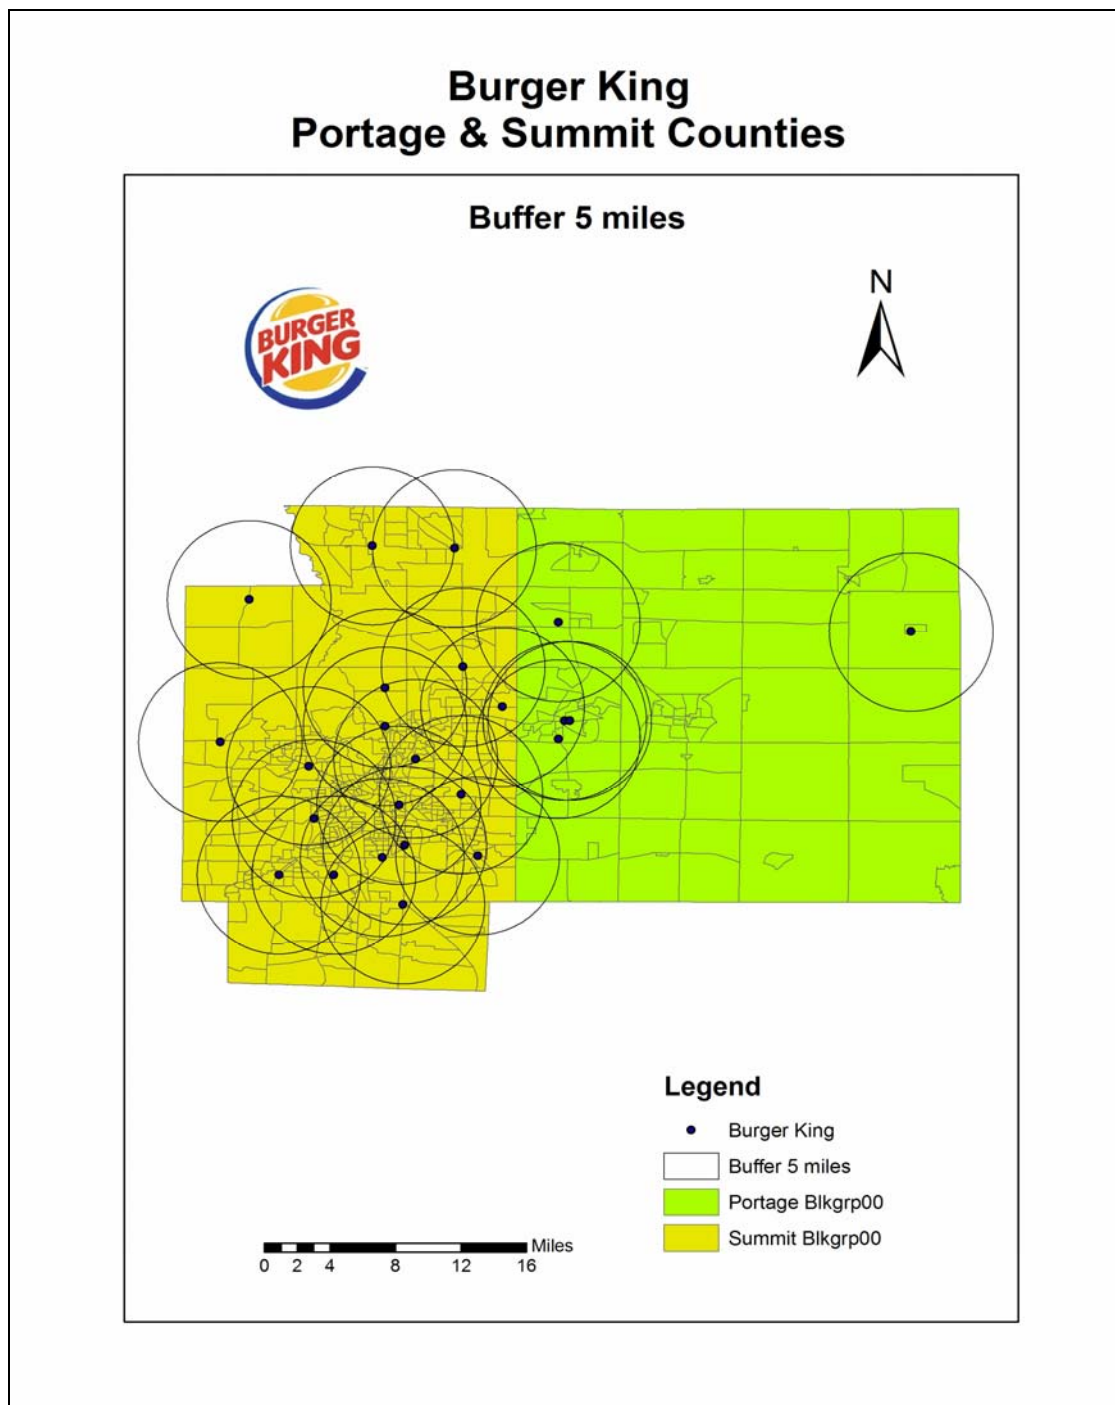 Burger King
Portage & Summit Counties
Buffer 5 miles
BURGER
KING
N
Legend
Burger King
Buffer 5 miles
Portage Blkgrp00
Summit Blkgrp00
Miles
0 2 4 8 12 16